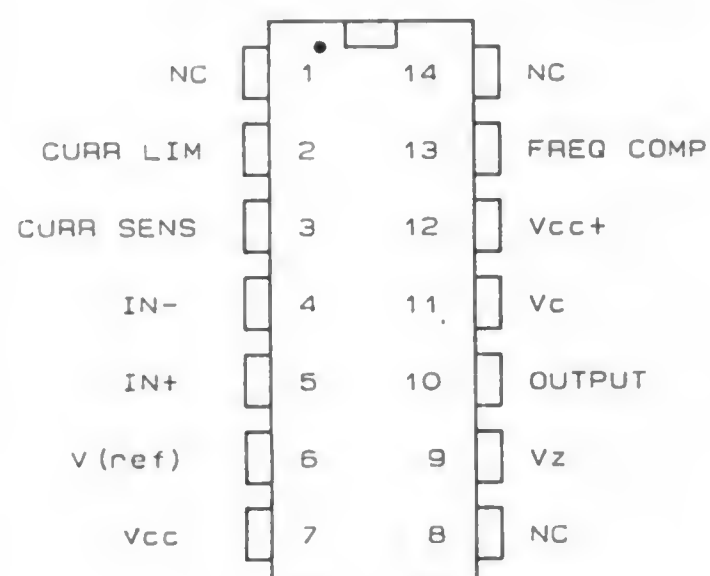 NC 1 14 NC
CURR LIM 2 13 FREQ COMP
CURR SENS 3 12 Vcc+
IN- 4 11 Vc
IN+ 5 10 OUTPUT
V(ref) 6 9 Vz
Vcc 7 8 NC